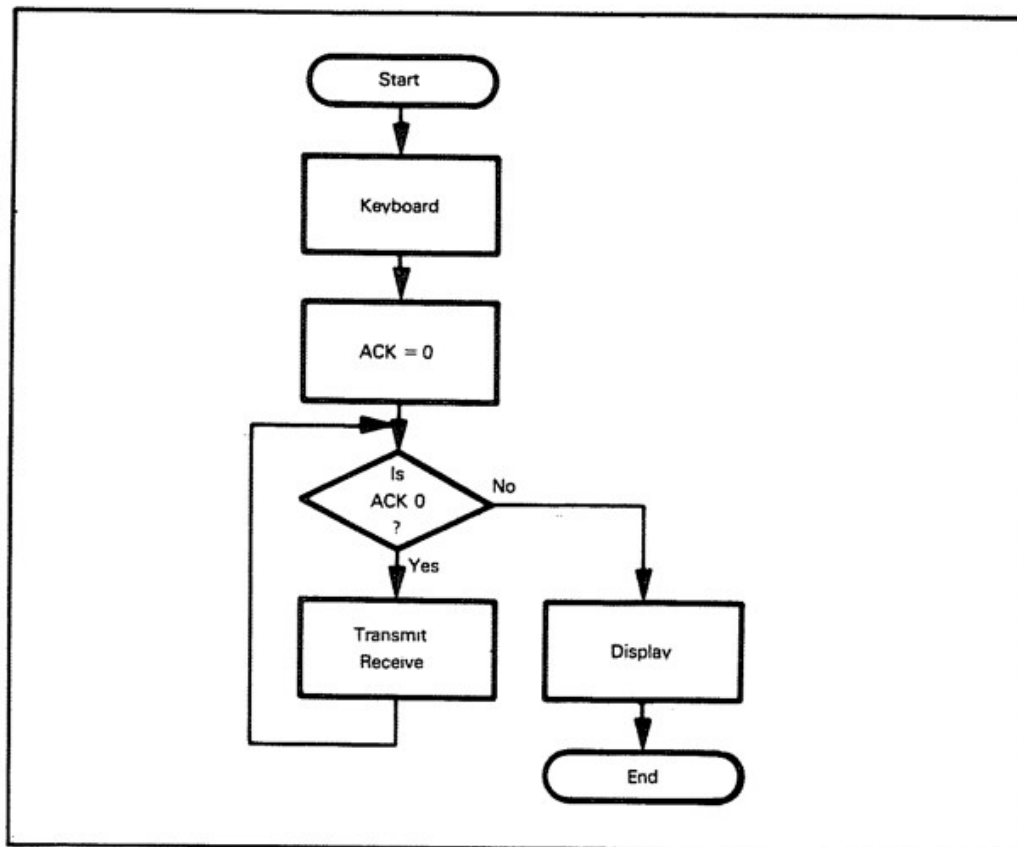 Start
Keyboard
ACK = 0
Is
ACK 0
?
No
Yes
Transmit
Receive
Display
End